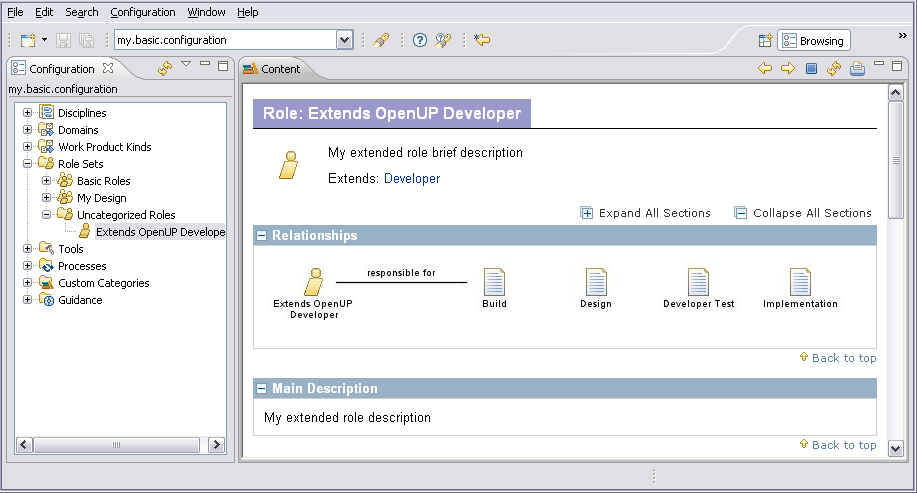 File Edit Search Configuration Window Help
my.basic.configuration
Browsing
»
Configuration
my.basic.configuration
Disciplines
Domains
Work Product Kinds
Role Sets
Basic Roles
My Design
Uncategorized Roles
Extends OpenUP Develope
Tools
Processes
Custom Categories
Guidance
Content
Role: Extends OpenUP Developer
My extended role brief description
Extends: Developer
Expand All Sections Collapse All Sections
Relationships
responsible for
Extends OpenUP
Developer
Build
Design
Developer Test
Implementation
Back to top
Main Description
My extended role description
Back to top